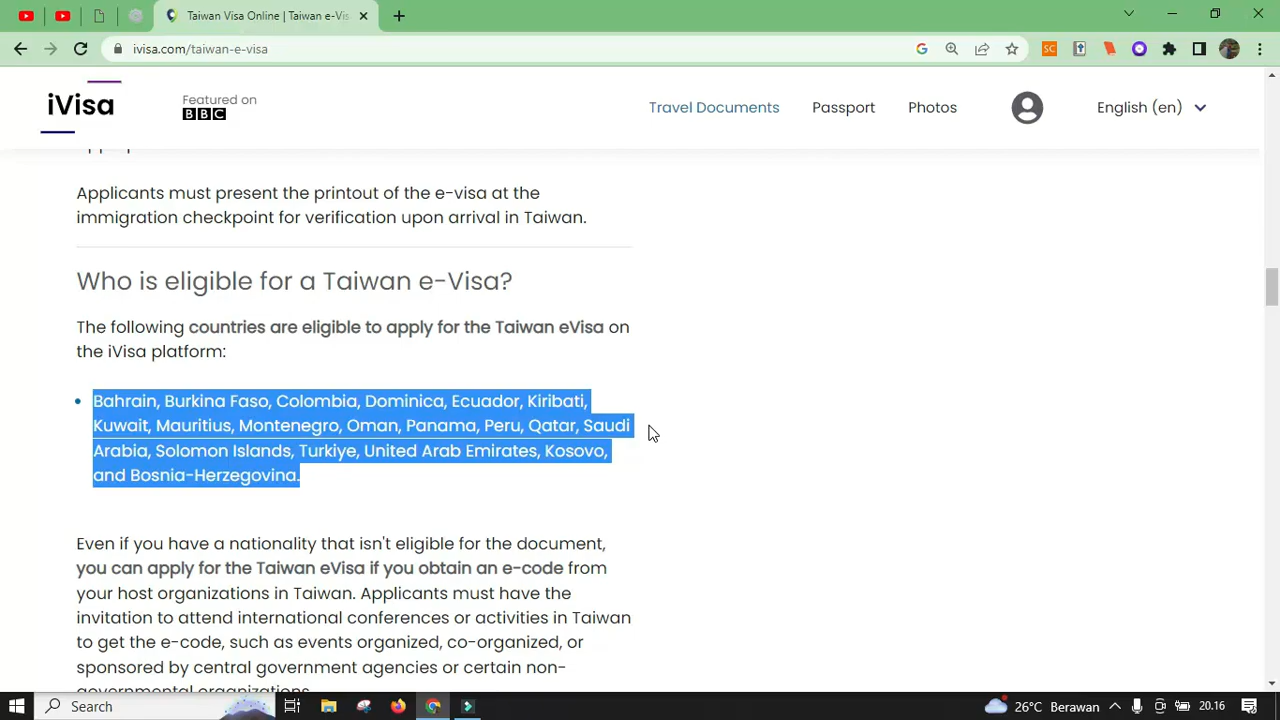 Taiwan Visa Online | Taiwan e-Vis
ivisa.com/taiwan-e-visa
SC
iVisa
Featured on
BBC
Travel Documents
Passport
Photos
English (en)
Applicants must present the printout of the e-visa at the
immigration checkpoint for verification upon arrival in Taiwan.
Who is eligible for a Taiwan e-Visa?
The following countries are eligible to apply for the Taiwan eVisa on
the iVisa platform:
• Bahrain, Burkina Faso, Colombia, Dominica, Ecuador, Kiribati,
Kuwait, Mauritius, Montenegro, Oman, Panama, Peru, Qatar, Saudi
Arabia, Solomon Islands, Turkiye, United Arab Emirates, Kosovo,
and Bosnia-Herzegovina.
Even if you have a nationality that isn't eligible for the document,
you can apply for the Taiwan eVisa if you obtain an e-code from
your host organizations in Taiwan. Applicants must have the
invitation to attend international conferences or activities in Taiwan
to get the e-code, such as events organized, co-organized, or
sponsored by central government agencies or certain non-
governmental organizations.
Search
26°C Berawan
20.16